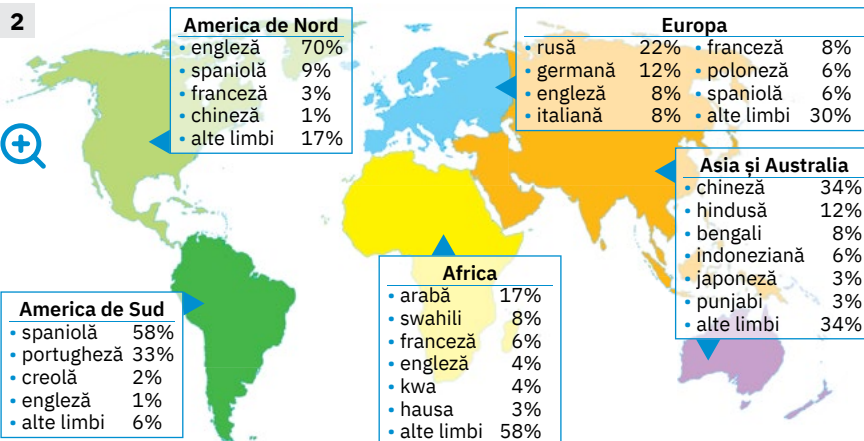 2
America de Nord
• engleză 70%
• spaniolă 9%
• franceză 3%
• chineză 1%
• alte limbi 17%
Europa
• rusă 22% • franceză 8%
• germană 12% • poloneză 6%
• engleză 8% • spaniolă 6%
• italiană 8% • alte limbi 30%
Asia și Australia
• chineză 34%
• hindusă 12%
• bengali 8%
• indoneziană 6%
• japoneză 3%
• punjabi 3%
• alte limbi 34%
America de Sud
• spaniolă 58%
• portugheză 33%
• creolă 2%
• engleză 1%
• alte limbi 6%
Africa
• arabă 17%
• swahili 8%
• franceză 6%
• engleză 4%
• kwa 4%
• hausa 3%
• alte limbi 58%